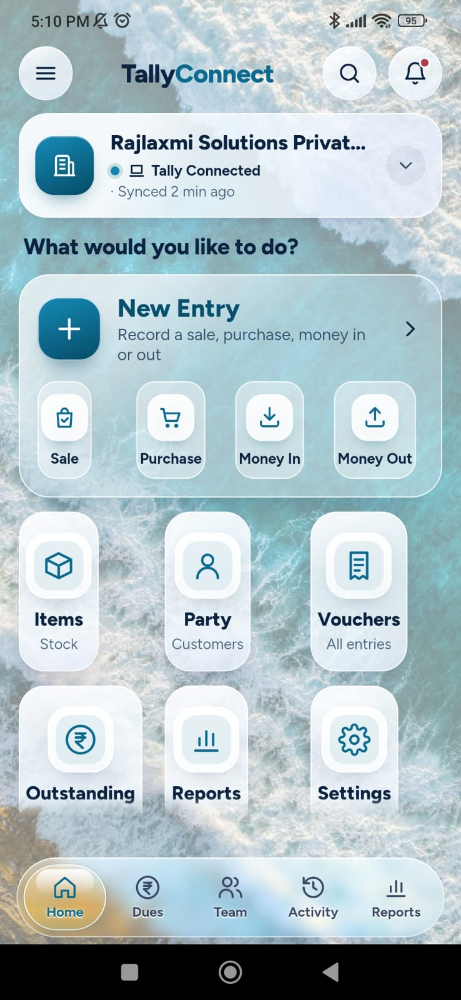 5:10 PM
95
TallyConnect
Rajlaxmi Solutions Privat...
Tally Connected
· Synced 2 min ago
What would you like to do?
New Entry
Record a sale, purchase, money in
or out
Sale
Purchase
Money In
Money Out
Items
Stock
Party
Customers
Vouchers
All entries
Outstanding
Reports
Settings
Home
Dues
Team
Activity
Reports